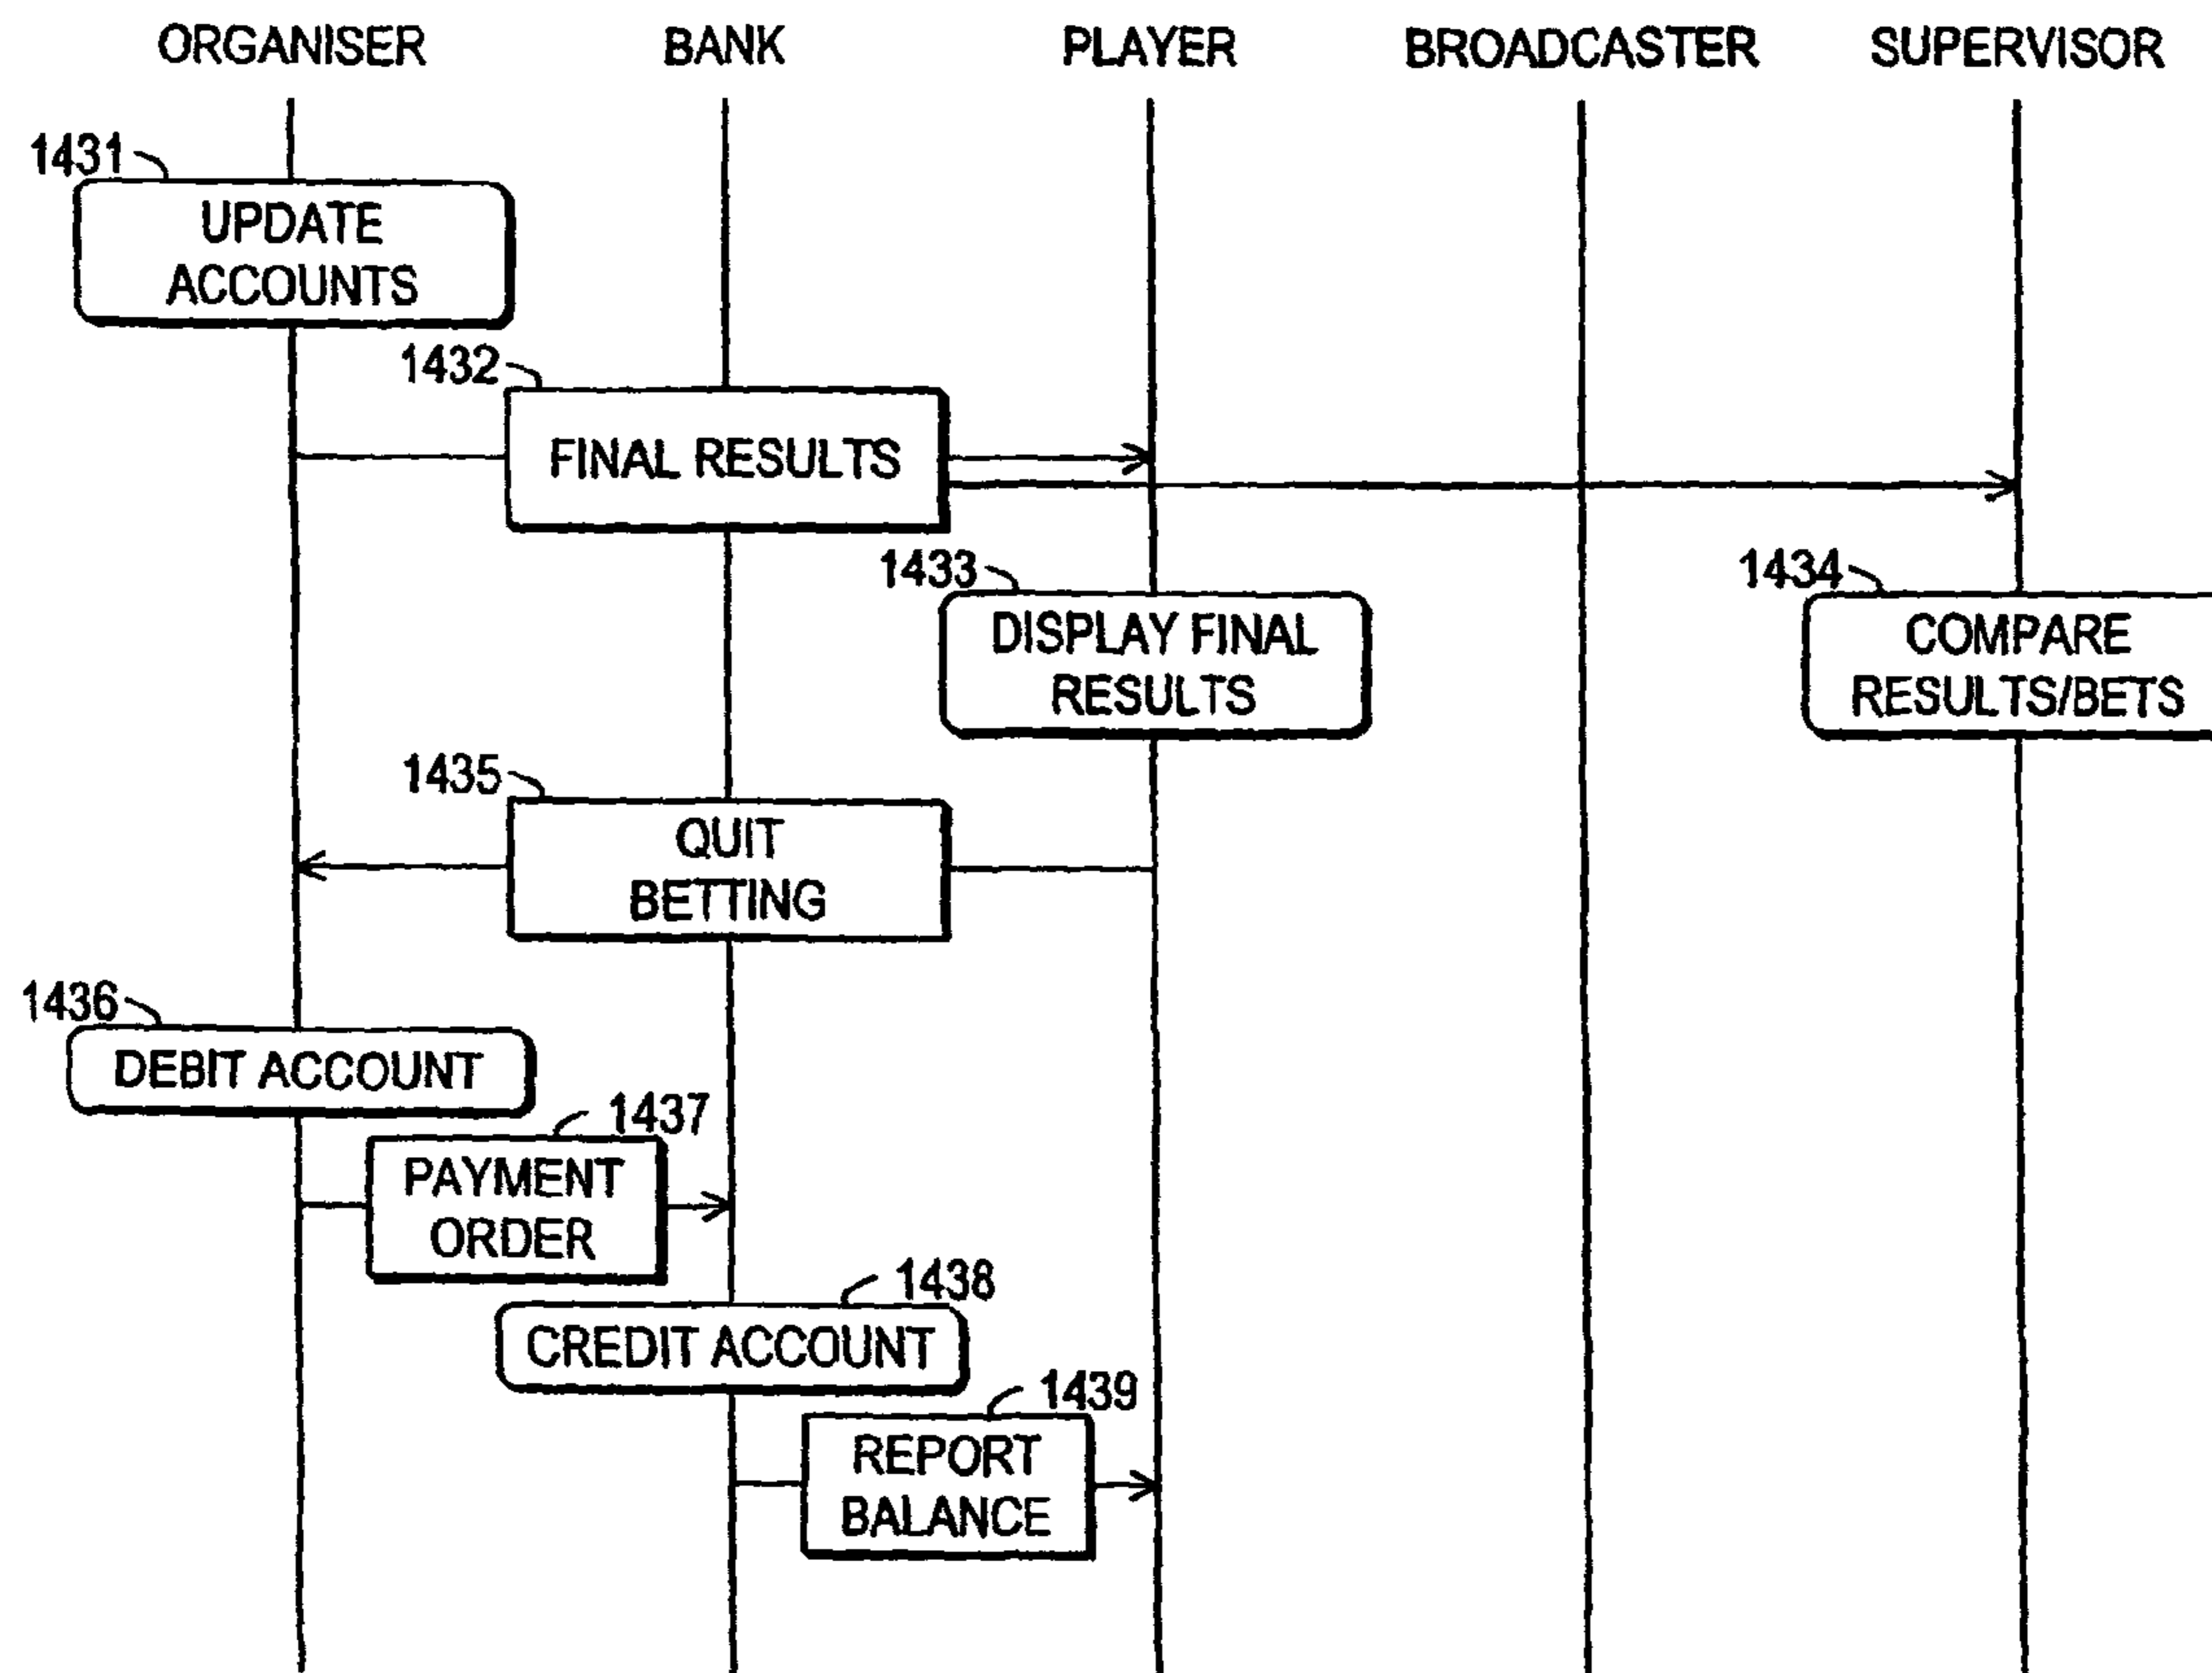 ORGANISER BANK PLAYER BROADCASTER SUPERVISOR
1431
UPDATE
ACCOUNTS
1432
FINAL RESULTS
1433
DISPLAY FINAL
RESULTS
1434
COMPARE
RESULTS/BETS
1435
QUIT
BETTING
1436
DEBIT ACCOUNT
1437
PAYMENT
ORDER
1438
CREDIT ACCOUNT
1439
REPORT
BALANCE